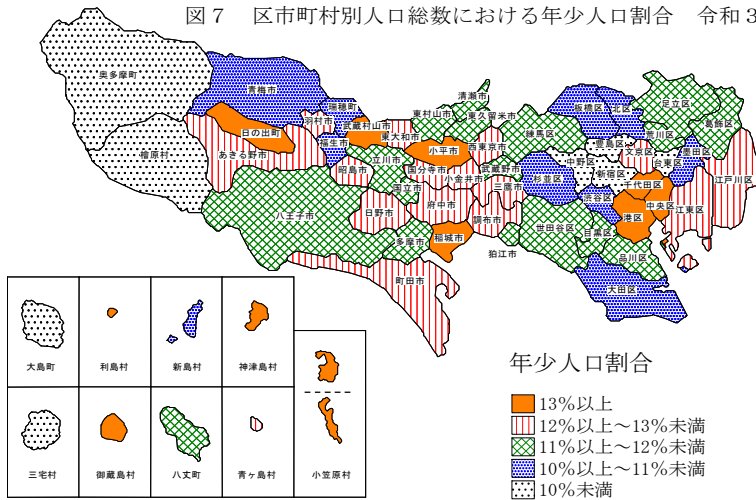 図７　区市町村別人口総数における年少人口割合　令和３
奥多摩町
青梅市
瑞穂町
清瀬市
東村山市
東久留米市
板橋区
北区
足立区
羽村市
武蔵村山市
東大和市
練馬区
荒川区
葛飾区
日の出町
福生市
小平市
西東京市
豊島区
文京区
台東区
墨田区
檜原村
あきる野市
昭島市
立川市
国分寺市
小金井市
武蔵野市
三鷹市
杉並区
中野区
新宿区
千代田区
江戸川区
国立市
渋谷区
中央区
江東区
八王子市
日野市
府中市
調布市
世田谷区
目黒区
港区
多摩市
稲城市
狛江市
品川区
町田市
大田区
大島町
利島村
新島村
神津島村
三宅村
御蔵島村
八丈町
青ヶ島村
小笠原村
年少人口割合
13%以上
12%以上～13%未満
11%以上～12%未満
10%以上～11%未満
10%未満